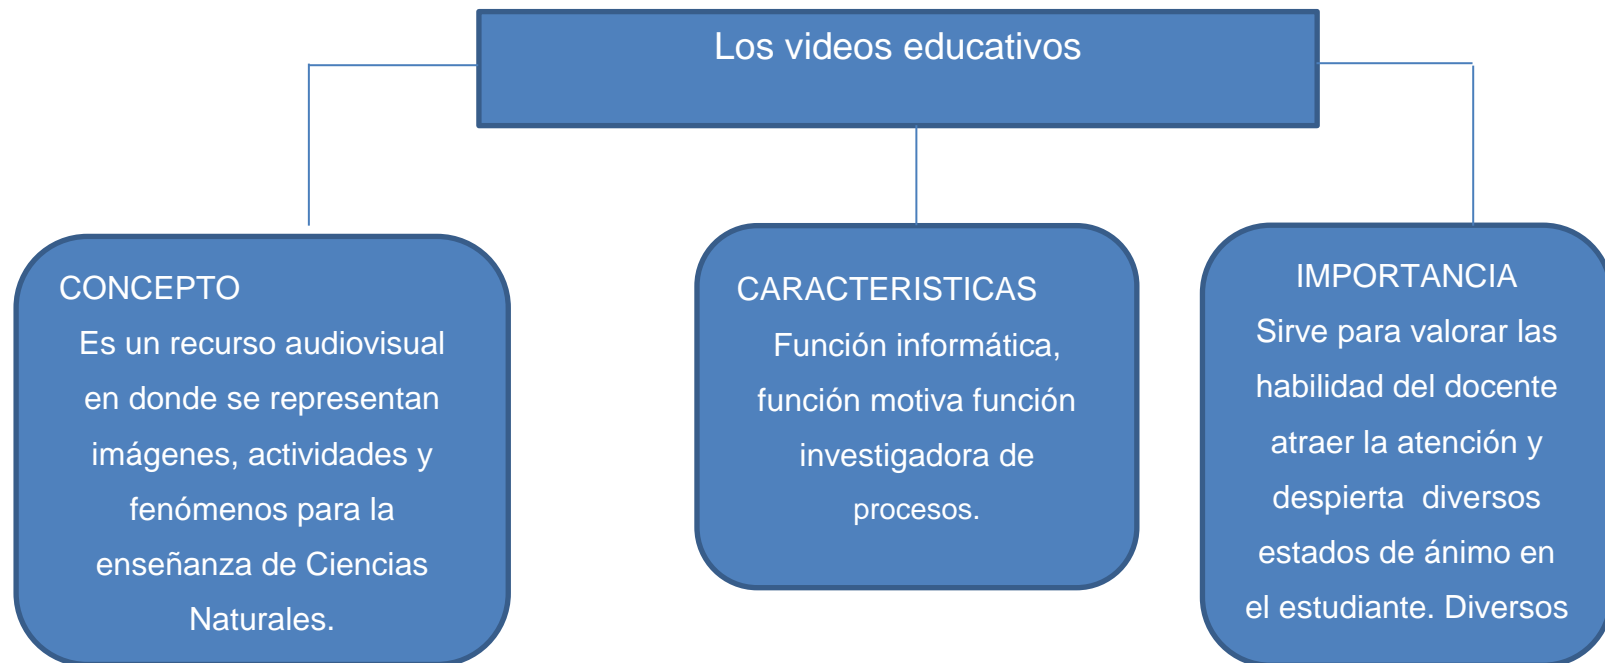 Los videos educativos
CONCEPTO
Es un recurso audiovisual
en donde se representan
imágenes, actividades y
fenómenos para la
enseñanza de Ciencias
Naturales.
CARACTERISTICAS
Función informática,
función motiva función
investigadora de
procesos.
IMPORTANCIA
Sirve para valorar las
habilidad del docente
atraer la atención y
despierta  diversos
estados de ánimo en
el estudiante. Diversos